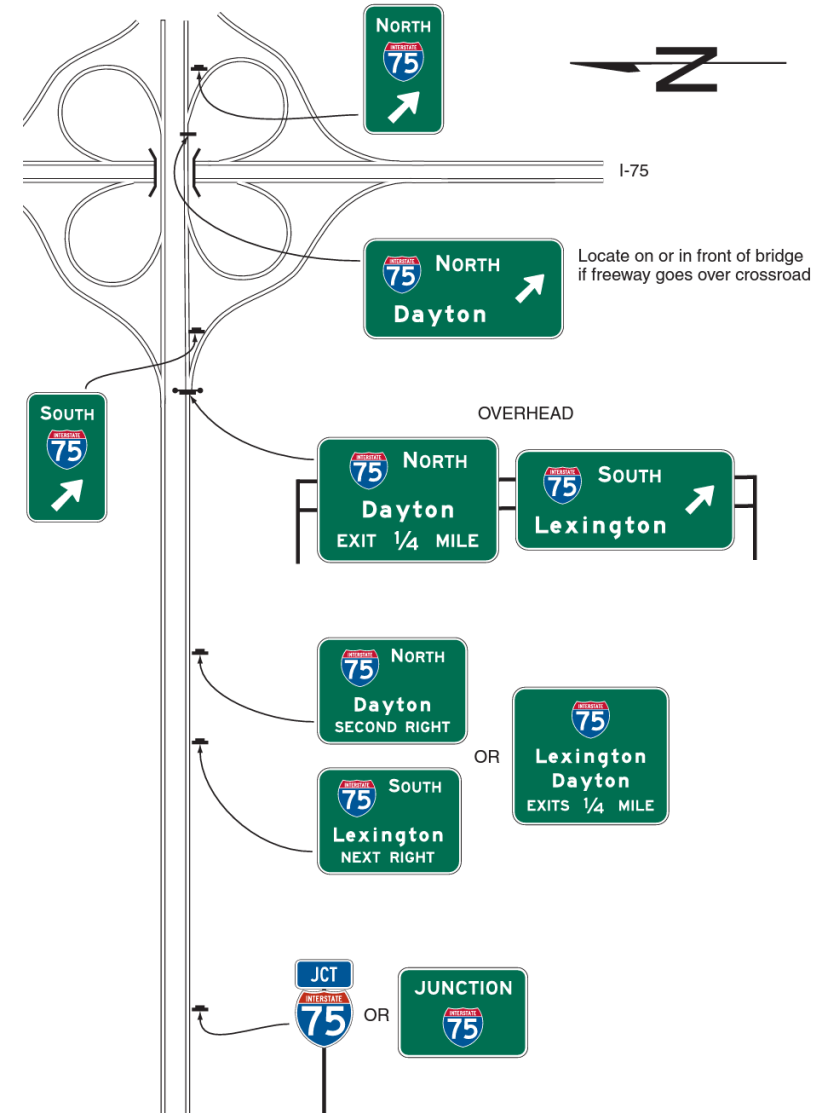 NORTH
INTERSTATE
75
N
I-75
INTERSTATE
75 NORTH
Dayton
Locate on or in front of bridge
if freeway goes over crossroad
SOUTH
INTERSTATE
75
OVERHEAD
INTERSTATE
75 NORTH
Dayton
EXIT 1/4 MILE
INTERSTATE
75 SOUTH
Lexington
INTERSTATE
75 NORTH
Dayton
SECOND RIGHT
INTERSTATE
75 SOUTH
Lexington
NEXT RIGHT
OR
INTERSTATE
75
Lexington
Dayton
EXITS 1/4 MILE
JCT
INTERSTATE
75
OR
JUNCTION
INTERSTATE
75